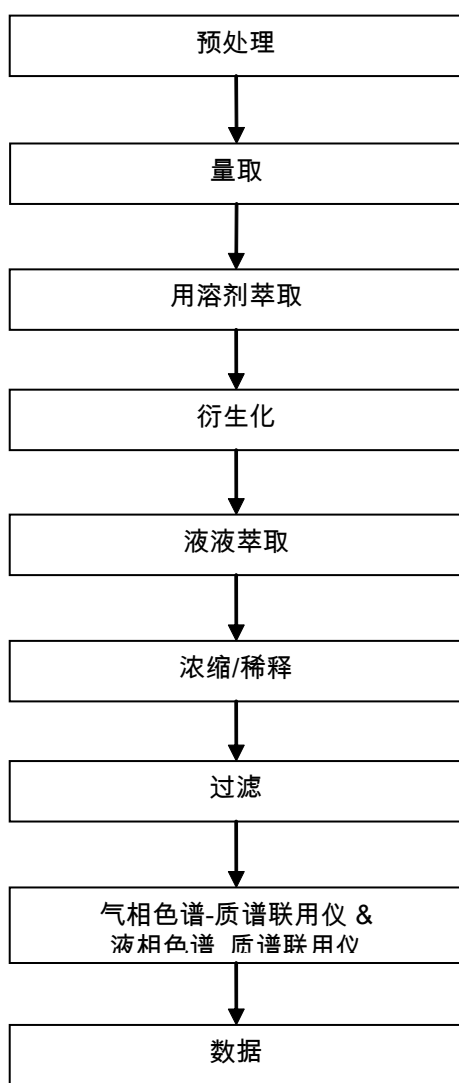 预处理
量取
用溶剂萃取
衍生化
液液萃取
浓缩/稀释
过滤
气相色谱-质谱联用仪 &
液相色谱-质谱联用仪
数据